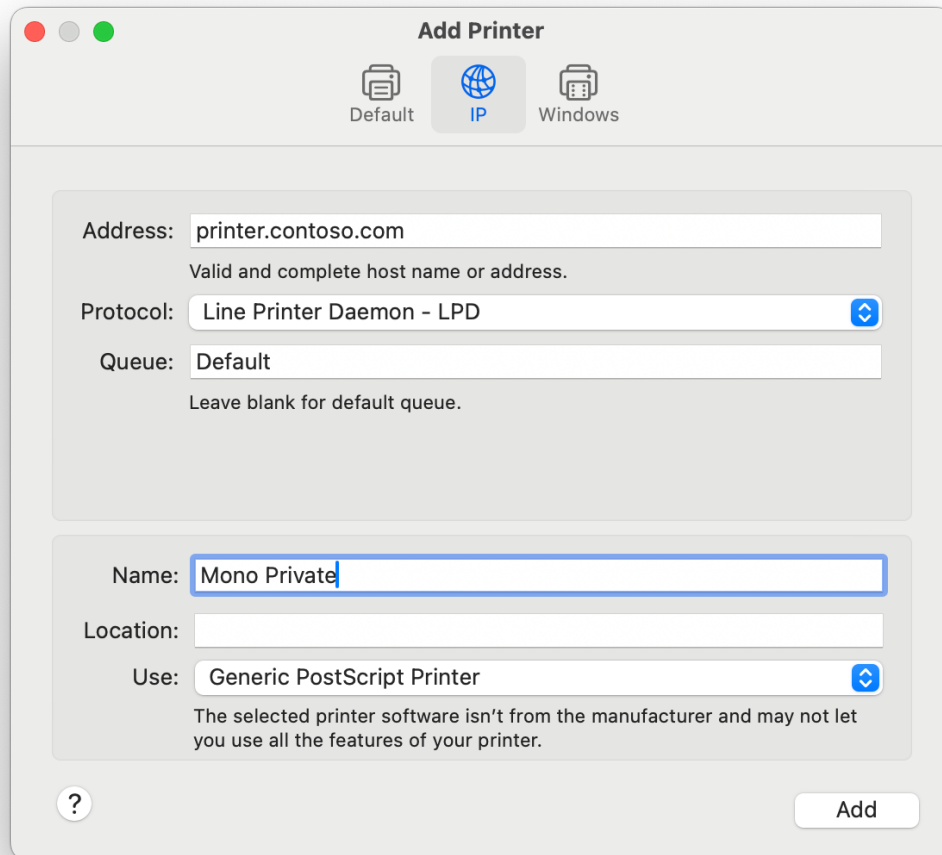 Add Printer
Default
IP
Windows
Address: printer.contoso.com
Valid and complete host name or address.
Protocol: Line Printer Daemon - LPD
Queue: Default
Leave blank for default queue.
Name: Mono Private
Location:
Use: Generic PostScript Printer
The selected printer software isn’t from the manufacturer and may not let
you use all the features of your printer.
?
Add